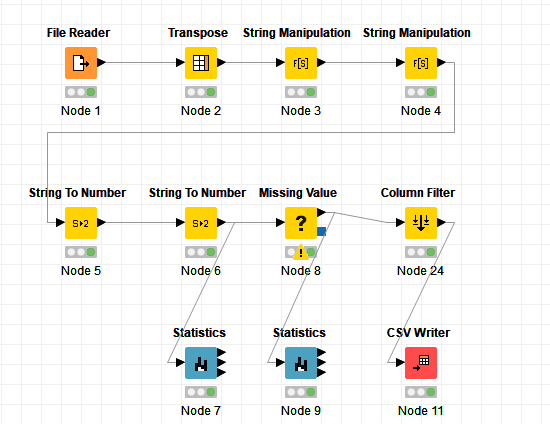 File Reader Transpose String Manipulation String Manipulation
F[S] F[S]
Node 1 Node 2 Node 3 Node 4
String To Number String To Number Missing Value Column Filter
S▸2 S▸2 ?
!
Node 5 Node 6 Node 8 Node 24
Statistics Statistics CSV Writer
Node 7 Node 9 Node 11